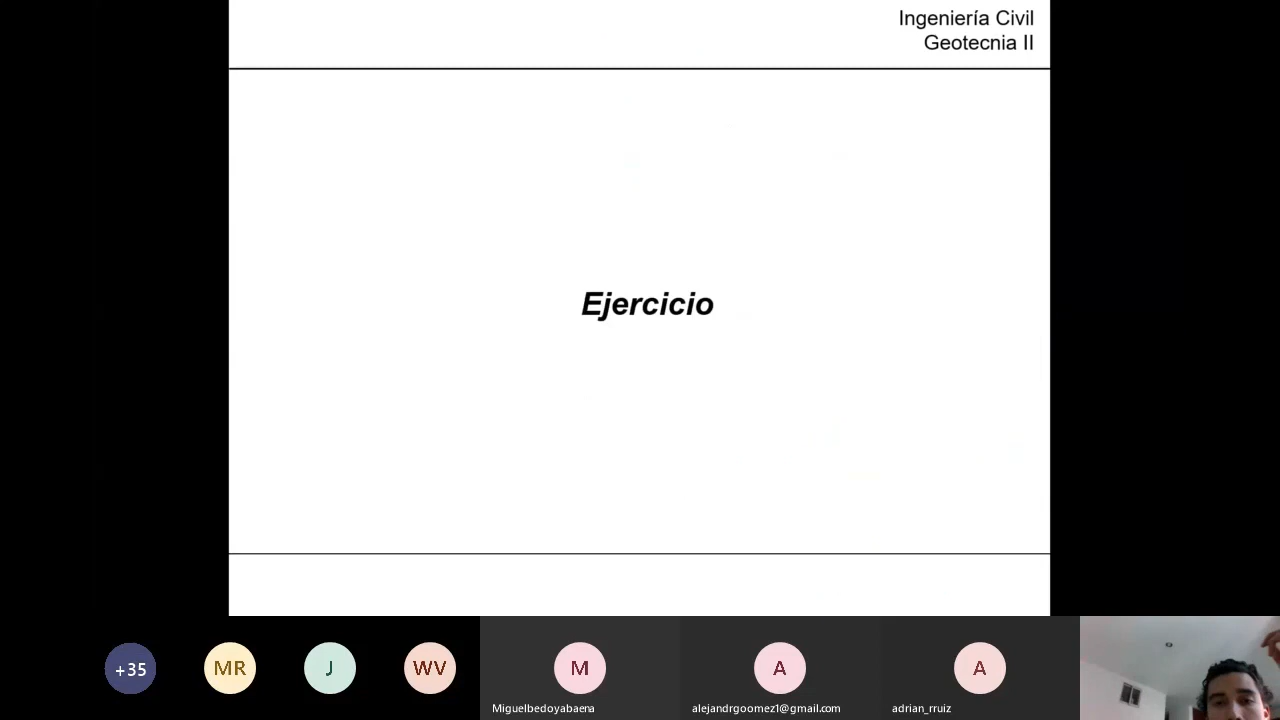 Ingeniería Civil
Geotecnia II
Ejercicio
+35
MR
J
WV
M
A
A
Miguelbedoyabaena
alejandrgoomez1@gmail.com
adrian_rruiz